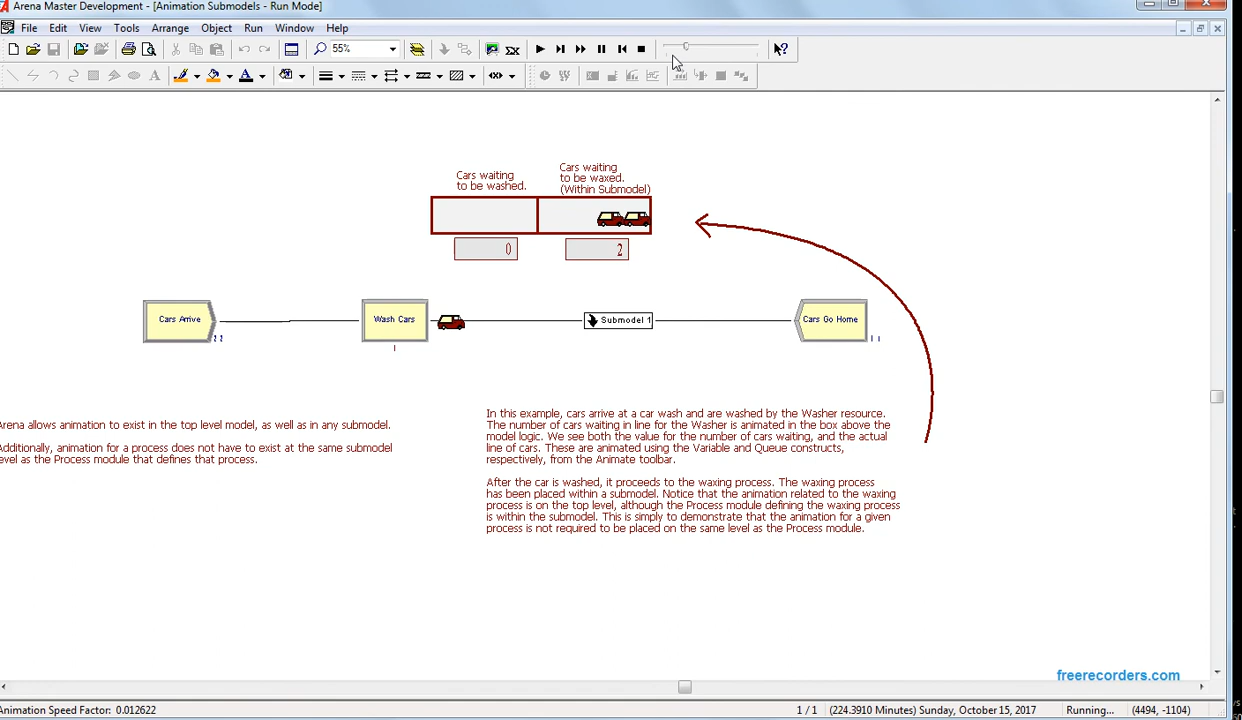 Arena Master Development - [Animation Submodels - Run Mode]
File Edit View Tools Arrange Object Run Window Help
55%
Cars waiting
to be washed.
Cars waiting
to be waxed.
(Within Submodel)
0
2
Cars Arrive
Wash Cars
Submodel 1
Cars Go Home
Arena allows animation to exist in the top level model, as well as in any submodel.
Additionally, animation for a process does not have to exist at the same submodel
level as the Process module that defines that process.
In this example, cars arrive at a car wash and are washed by the Washer resource.
The number of cars waiting in line for the Washer is animated in the box above the
model logic. We see both the value for the number of cars waiting, and the actual
line of cars. These are animated using the Variable and Queue constructs,
respectively, from the Animate toolbar.
After the car is washed, it proceeds to the waxing process. The waxing process
has been placed within a submodel. Notice that the animation related to the waxing
process is on the top level, although the Process module defining the waxing process
is within the submodel. This is simply to demonstrate that the animation for a given
process is not required to be placed on the same level as the Process module.
freerecorders.com
Animation Speed Factor: 0.012622
1 / 1 (224.3910 Minutes) Sunday, October 15, 2017 Running... (4494, -1104)